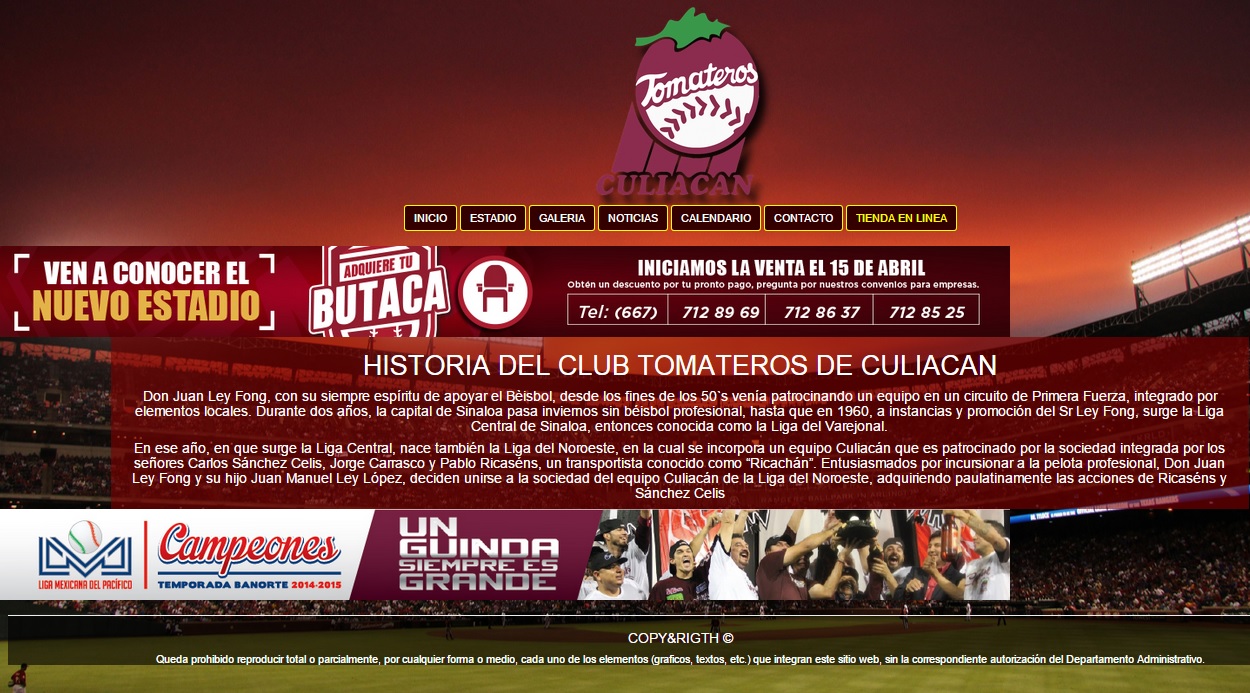 Tomateros
CULIACAN
INICIO ESTADIO GALERIA NOTICIAS CALENDARIO CONTACTO TIENDA EN LINEA
VEN A CONOCER EL
NUEVO ESTADIO
ADQUIERE TU
BUTACA
INICIAMOS LA VENTA EL 15 DE ABRIL
Obtén un descuento por tu pronto pago, pregunta por nuestros convenios para empresas.
Tel: (667) 712 89 69 712 86 37 712 85 25
HISTORIA DEL CLUB TOMATEROS DE CULIACAN
Don Juan Ley Fong, con su siempre espíritu de apoyar el Bèisbol, desde los fines de los 50`s venía patrocinando un equipo en un circuito de Primera Fuerza, integrado por
elementos locales. Durante dos años, la capital de Sinaloa pasa inviernos sin béisbol profesional, hasta que en 1960, a instancias y promoción del Sr Ley Fong, surge la Liga
Central de Sinaloa, entonces conocida como la Liga del Varejonal.
En ese año, en que surge la Liga Central, nace también la Liga del Noroeste, en la cual se incorpora un equipo Culiacán que es patrocinado por la sociedad integrada por los
señores Carlos Sánchez Celis, Jorge Carrasco y Pablo Ricaséns, un transportista conocido como “Ricachán”. Entusiasmados por incursionar a la pelota profesional, Don Juan
Ley Fong y su hijo Juan Manuel Ley López, deciden unirse a la sociedad del equipo Culiacán de la Liga del Noroeste, adquiriendo paulatinamente las acciones de Ricaséns y
Sánchez Celis
LIGA MEXICANA DEL PACÍFICO
Campeones
TEMPORADA BANORTE 2014-2015
UN
GUINDA
SIEMPRE ES
GRANDE
COPY&RIGTH ©
Queda prohibido reproducir total o parcialmente, por cualquier forma o medio, cada uno de los elementos (graficos, textos, etc.) que integran este sitio web, sin la correspondiente autorización del Departamento Administrativo.